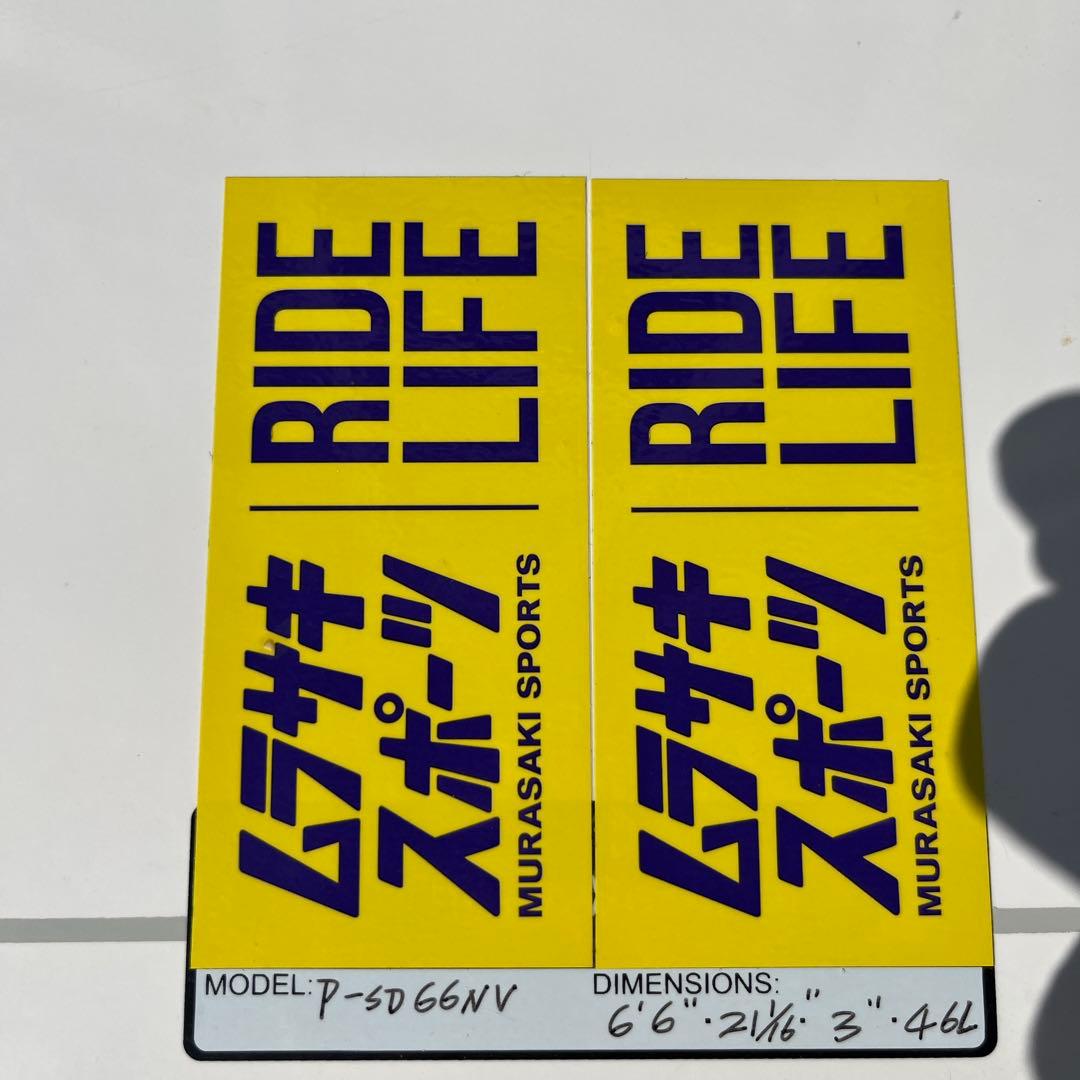 RIDE
LIFE
ムラサキ
スポーツ
MURASAKI SPORTS
RIDE
LIFE
ムラサキ
スポーツ
MURASAKI SPORTS
MODEL: P-SD66NV
DIMENSIONS:
6'6"・21 1/16"・3"・46L